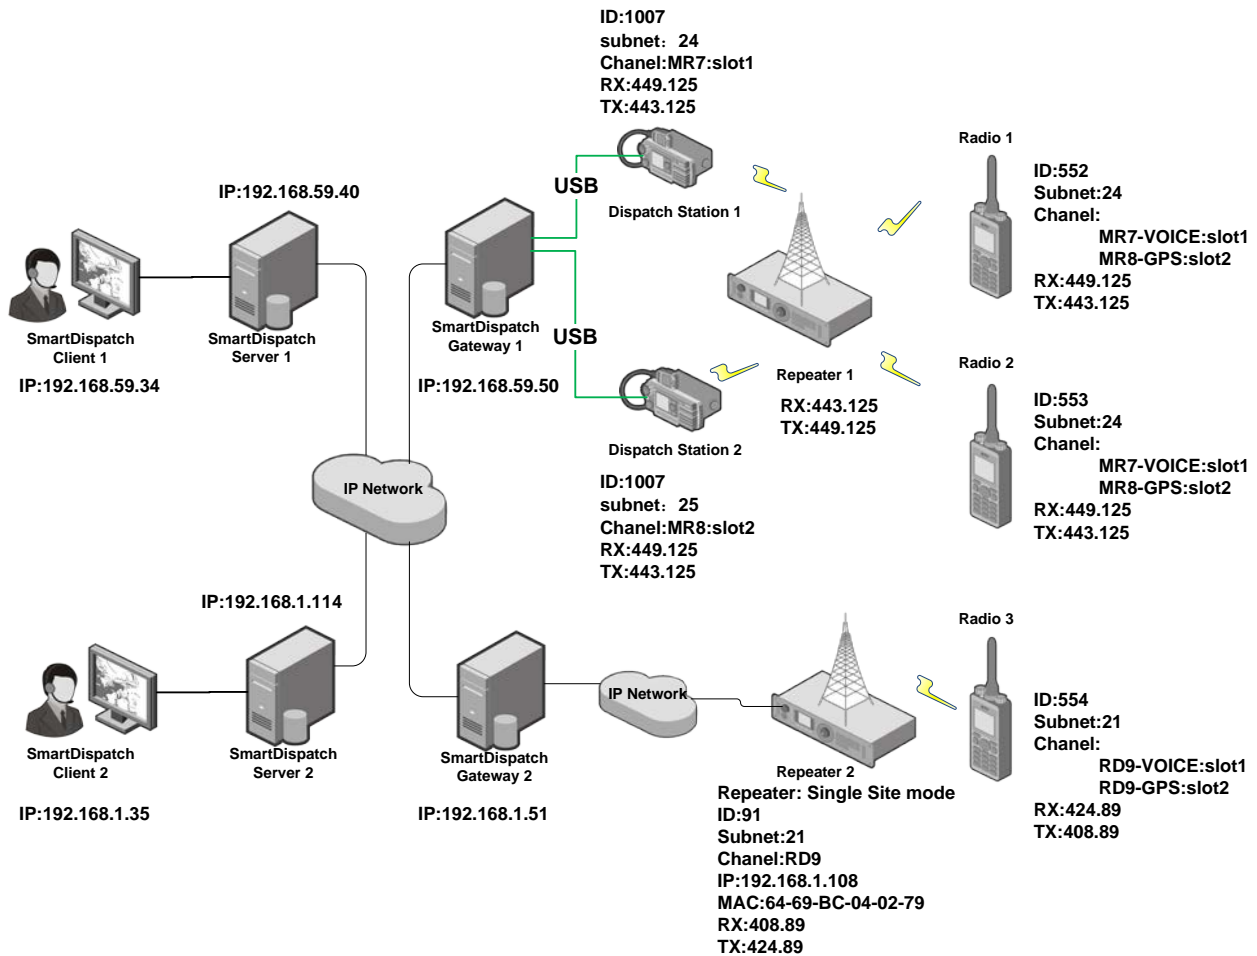 ID:1007
subnet：24
Chanel:MR7:slot1
RX:449.125
TX:443.125
Dispatch Station 1
USB
IP:192.168.59.40
SmartDispatch
Client 1
IP:192.168.59.34
SmartDispatch
Server 1
SmartDispatch
Gateway 1
IP:192.168.59.50
USB
Dispatch Station 2
ID:1007
subnet：25
Chanel:MR8:slot2
RX:449.125
TX:443.125
Repeater 1
RX:443.125
TX:449.125
Radio 1
ID:552
Subnet:24
Chanel:
MR7-VOICE:slot1
MR8-GPS:slot2
RX:449.125
TX:443.125
Radio 2
ID:553
Subnet:24
Chanel:
MR7-VOICE:slot1
MR8-GPS:slot2
RX:449.125
TX:443.125
IP Network
IP:192.168.1.114
SmartDispatch
Client 2
IP:192.168.1.35
SmartDispatch
Server 2
SmartDispatch
Gateway 2
IP:192.168.1.51
IP Network
Repeater 2
Repeater: Single Site mode
ID:91
Subnet:21
Chanel:RD9
IP:192.168.1.108
MAC:64-69-BC-04-02-79
RX:408.89
TX:424.89
Radio 3
ID:554
Subnet:21
Chanel:
RD9-VOICE:slot1
RD9-GPS:slot2
RX:424.89
TX:408.89